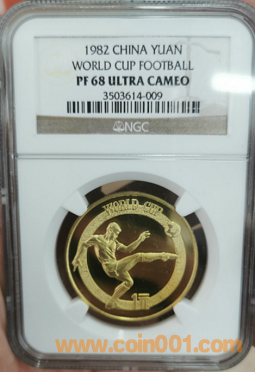 1982 CHINA YUAN
WORLD CUP FOOTBALL
PF 68 ULTRA CAMEO
3503614-009
NGC
WORLD CUP
1元
www.coin001.com